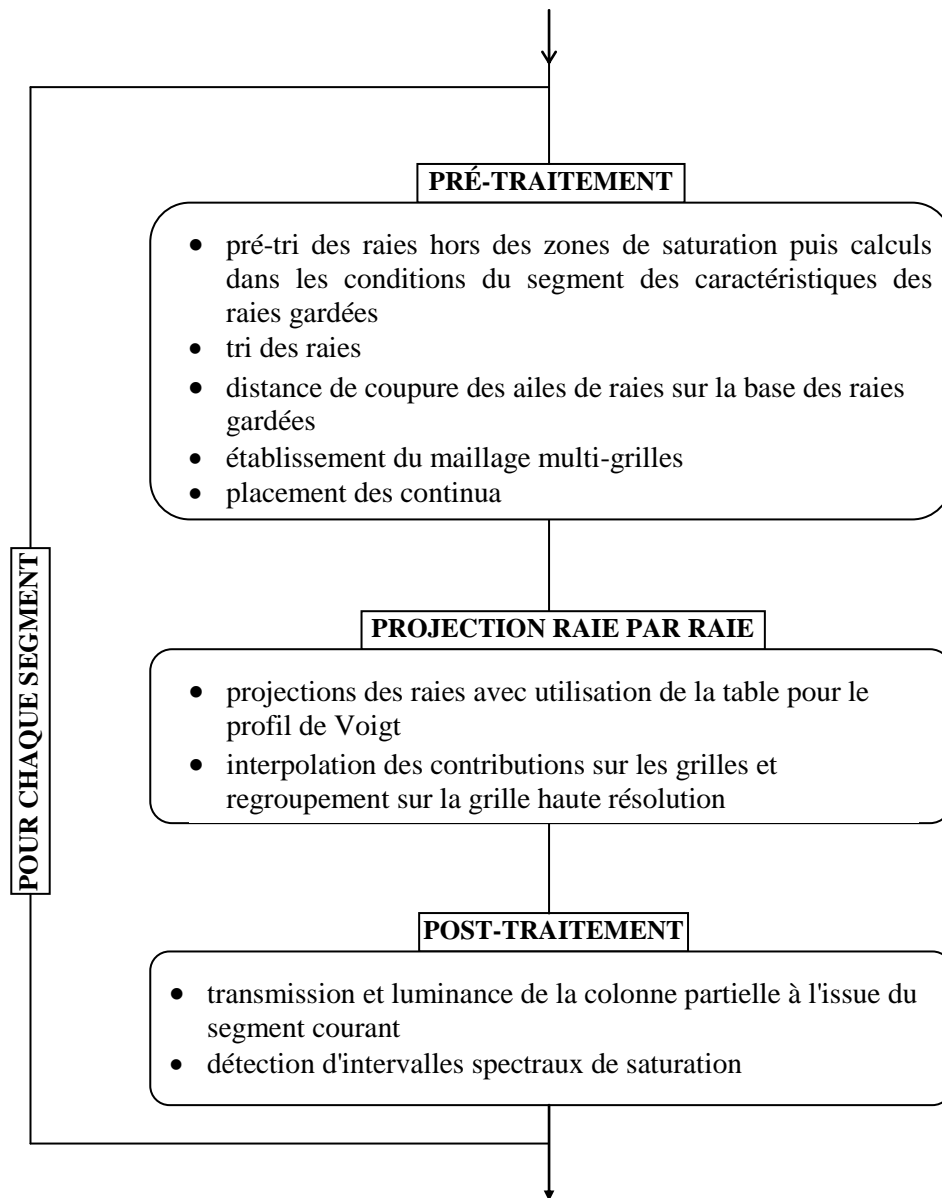 PRÉ-TRAITEMENT
• pré-tri des raies hors des zones de saturation puis calculs
dans les conditions du segment des caractéristiques des
raies gardées
• tri des raies
• distance de coupure des ailes de raies sur la base des raies
gardées
• établissement du maillage multi-grilles
• placement des continua
POUR CHAQUE SEGMENT
PROJECTION RAIE PAR RAIE
• projections des raies avec utilisation de la table pour le
profil de Voigt
• interpolation des contributions sur les grilles et
regroupement sur la grille haute résolution
POST-TRAITEMENT
• transmission et luminance de la colonne partielle à l'issue du
segment courant
• détection d'intervalles spectraux de saturation